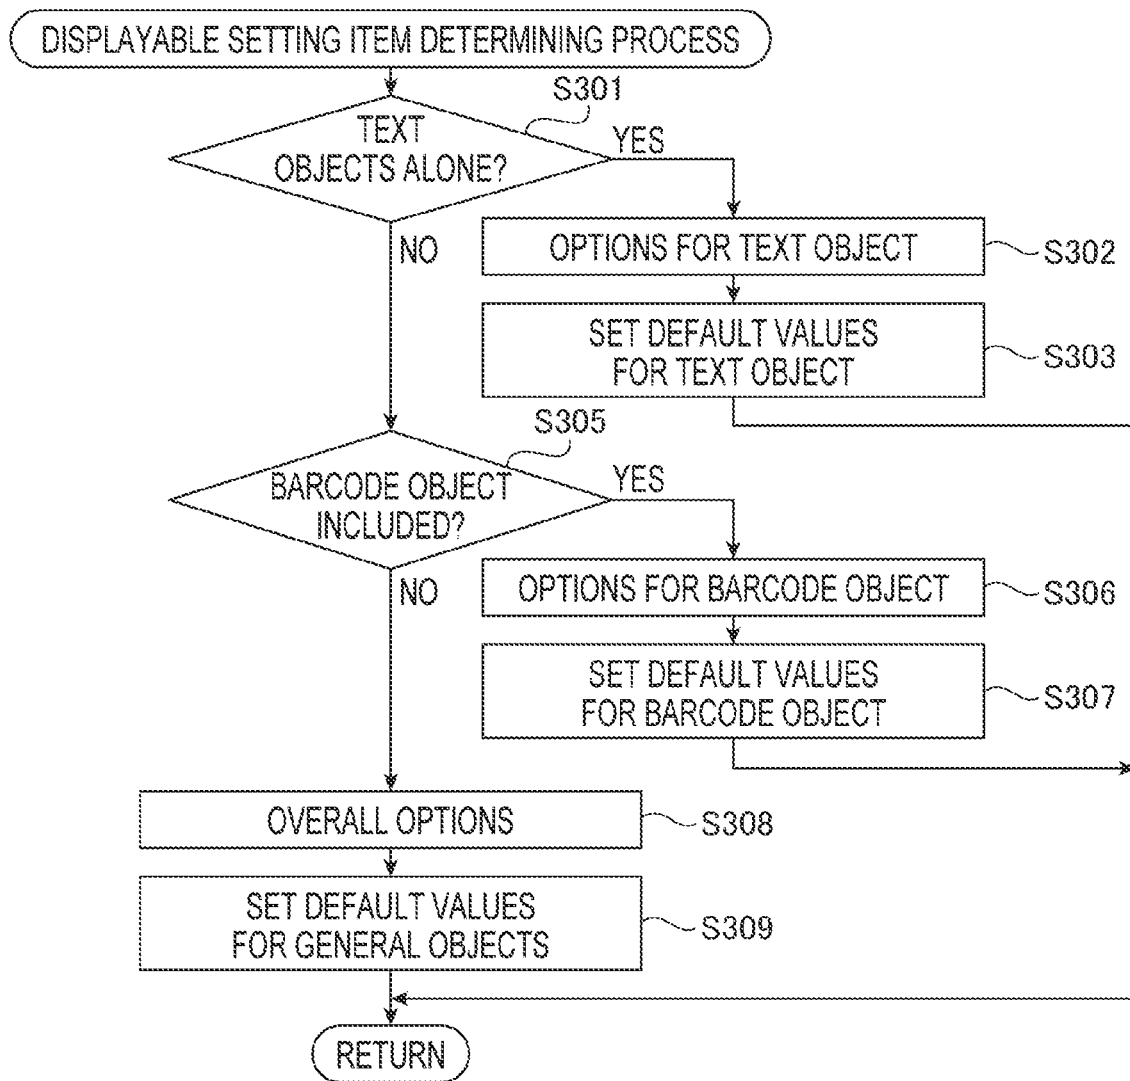 DISPLAYABLE SETTING ITEM DETERMINING PROCESS
S301
TEXT
OBJECTS ALONE?
YES
NO
OPTIONS FOR TEXT OBJECT
S302
SET DEFAULT VALUES
FOR TEXT OBJECT
S303
S305
BARCODE OBJECT
INCLUDED?
YES
NO
OPTIONS FOR BARCODE OBJECT
S306
SET DEFAULT VALUES
FOR BARCODE OBJECT
S307
OVERALL OPTIONS
S308
SET DEFAULT VALUES
FOR GENERAL OBJECTS
S309
RETURN